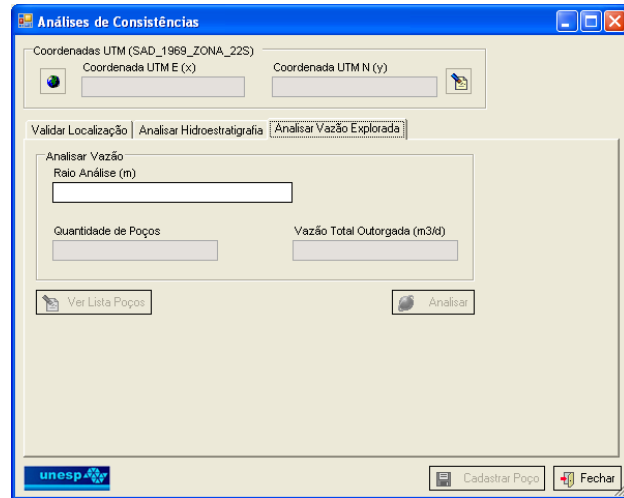 Análises de Consistências
Coordenadas UTM (SAD_1969_ZONA_22S)
Coordenada UTM E (x) Coordenada UTM N (y)
Validar Localização Analisar Hidroestratigrafia Analisar Vazão Explorada
Analisar Vazão
Raio Análise (m)
Quantidade de Poços Vazão Total Outorgada (m3/d)
Ver Lista Poços Analisar
unesp Cadastrar Poço Fechar